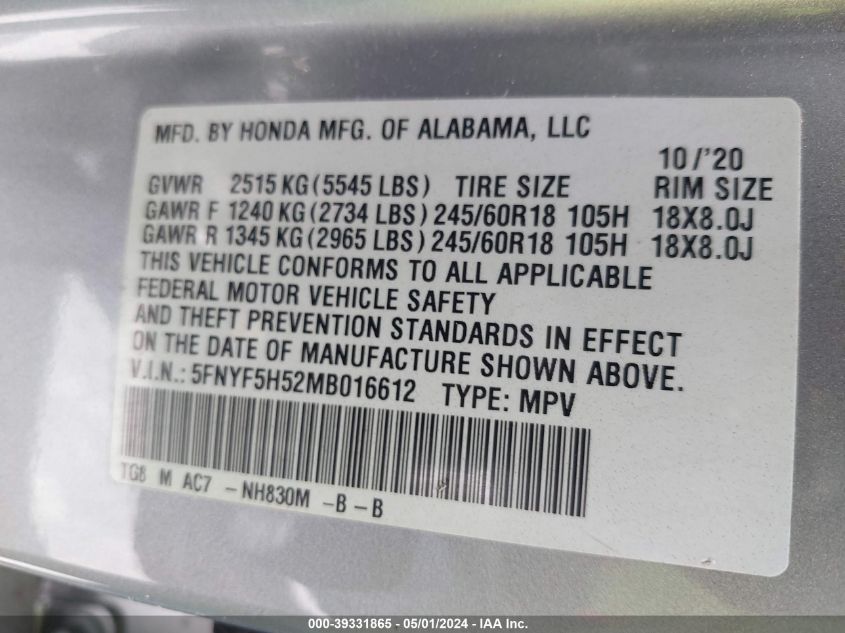 MFD. BY HONDA MFG. OF ALABAMA, LLC
10/'20
GVWR 2515 KG (5545 LBS) TIRE SIZE RIM SIZE
GAWR F 1240 KG (2734 LBS) 245/60R18 105H 18X8.0J
GAWR R 1345 KG (2965 LBS) 245/60R18 105H 18X8.0J
THIS VEHICLE CONFORMS TO ALL APPLICABLE
FEDERAL MOTOR VEHICLE SAFETY
AND THEFT PREVENTION STANDARDS IN EFFECT
ON THE DATE OF MANUFACTURE SHOWN ABOVE.
V.I.N.: 5FNYF5H52MB016612 TYPE: MPV
TG8 M AC7 -NH830M -B-B
000-39331865 / 05/01/2024 - © IAA Inc.